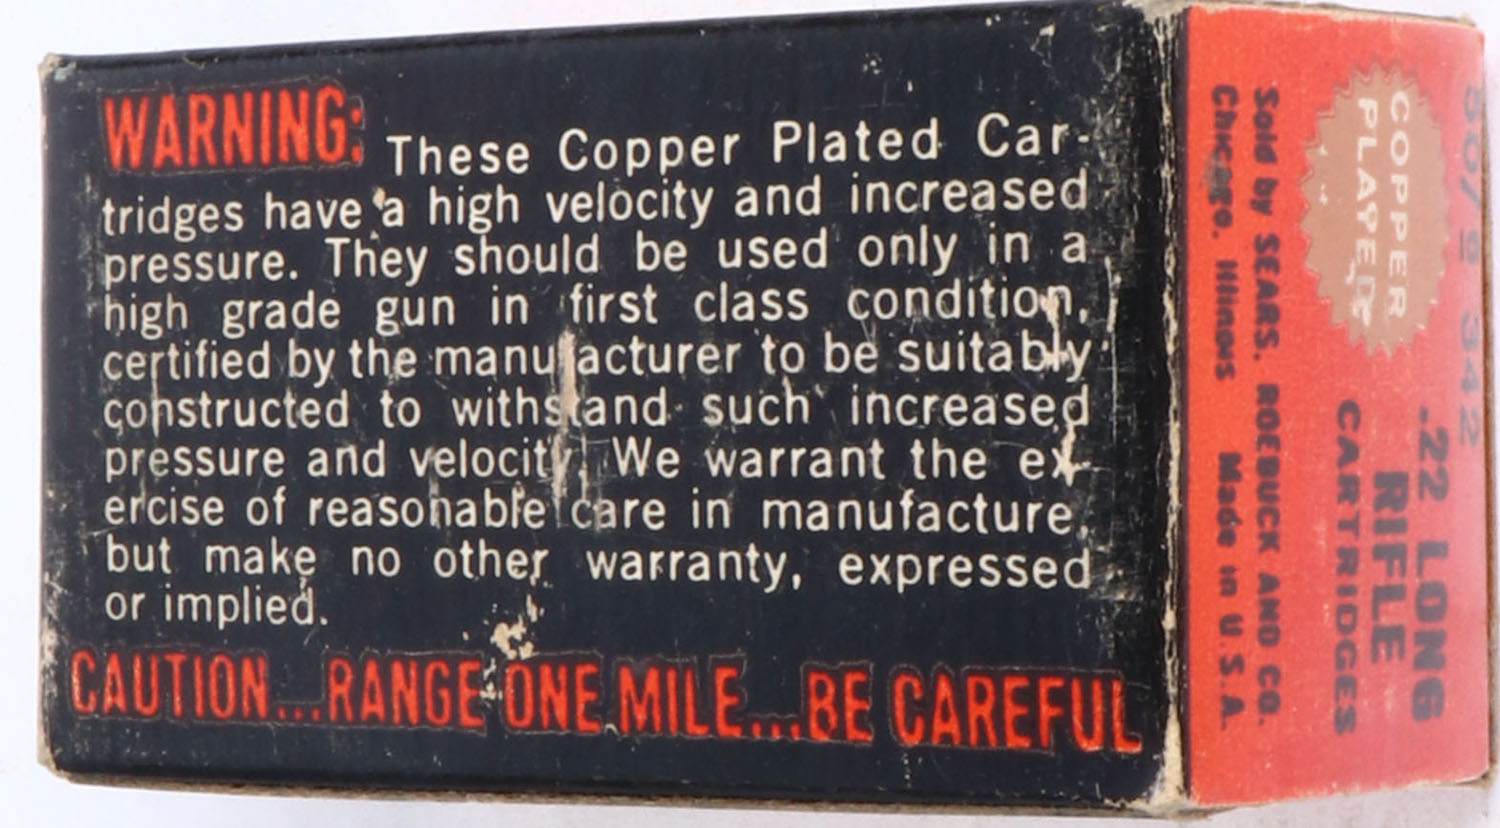 WARNING: These Copper Plated Car-
tridges have a high velocity and increased
pressure. They should be used only in a
high grade gun in first class condition,
certified by the manufacturer to be suitably
constructed to withstand such increased
pressure and velocity. We warrant the ex-
ercise of reasonable care in manufacture,
but make no other warranty, expressed
or implied.
CAUTION...RANGE ONE MILE...BE CAREFUL
342
COPPER
PLATED
.22 LONG
RIFLE
CARTRIDGES
Sold by SEARS, ROEBUCK AND CO.
Chicago, Illinois Made in U.S.A.